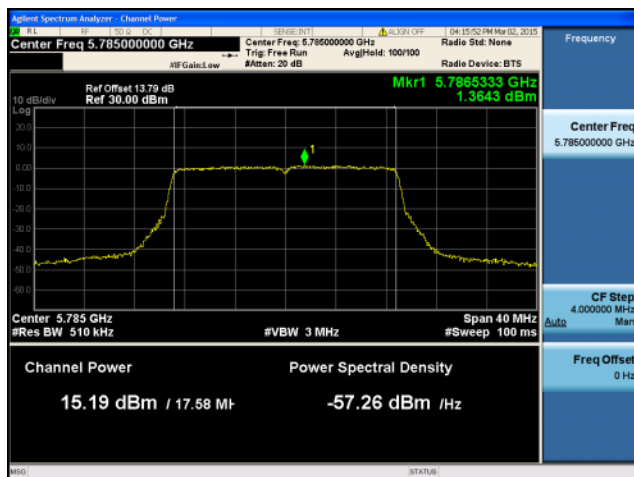 Agilent Spectrum Analyzer - Channel Power
RL RF 50 Ω DC SENSE:INT ALIGN OFF 04:15:52 PM Mar 02, 2015
Center Freq 5.785000000 GHz
Center Freq: 5.785000000 GHz
Radio Std: None
Trig: Free Run Avg|Hold: 100/100
#IFGain:Low #Atten: 20 dB Radio Device: BTS
Mkr1 5.7865333 GHz
1.3643 dBm
Ref Offset 13.79 dB
10 dB/div Ref 30.00 dBm
Log
20.0
10.0
0.00
-10.0
-20.0
-30.0
-40.0
-50.0
-60.0
1
Center 5.785 GHz Span 40 MHz
#Res BW 510 kHz #VBW 3 MHz #Sweep 100 ms
Channel Power Power Spectral Density
15.19 dBm / 17.58 MH -57.26 dBm /Hz
MSG STATUS
Frequency
Center Freq
5.785000000 GHz
CF Step
4.000000 MHz
Auto Man
Freq Offset
0 Hz